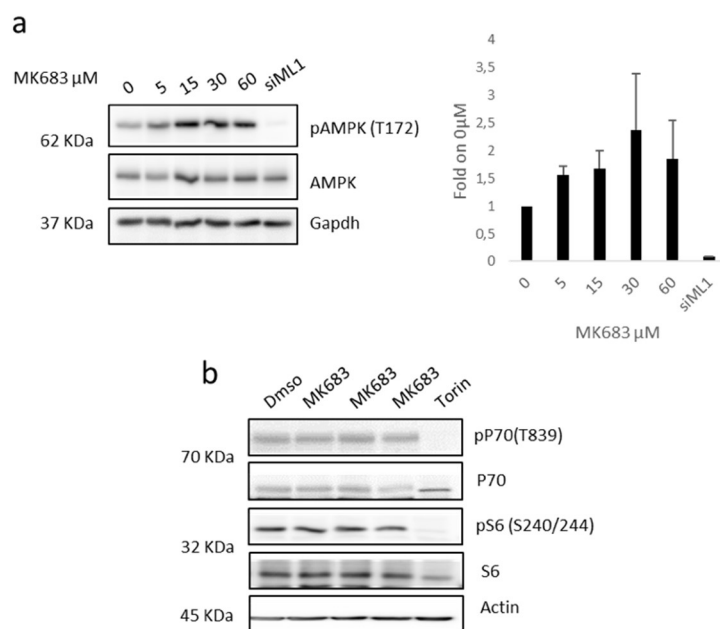 a
MK683 µM
0 5 15 30 60 siML1
62 KDa
pAMPK (T172)
AMPK
37 KDa
Gapdh
4
3,5
3
2,5
2
1,5
1
0,5
0
Fold on 0µM
0 5 15 30 60 siML1
MK683 µM
b
Dmso MK683 MK683 MK683 Torin
pP70(T839)
70 KDa
P70
pS6 (S240/244)
32 KDa
S6
Actin
45 KDa